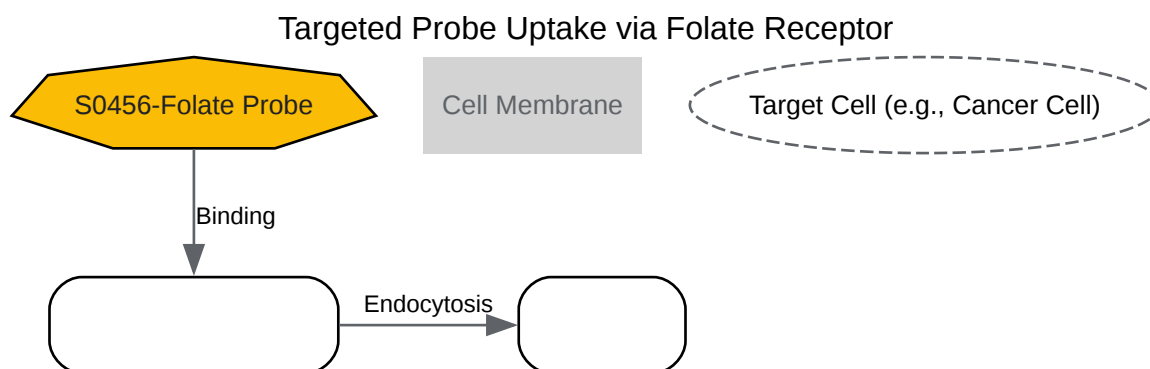 Targeted Probe Uptake via Folate Receptor
S0456-Folate Probe
Cell Membrane
Target Cell (e.g., Cancer Cell)
Binding
Endocytosis